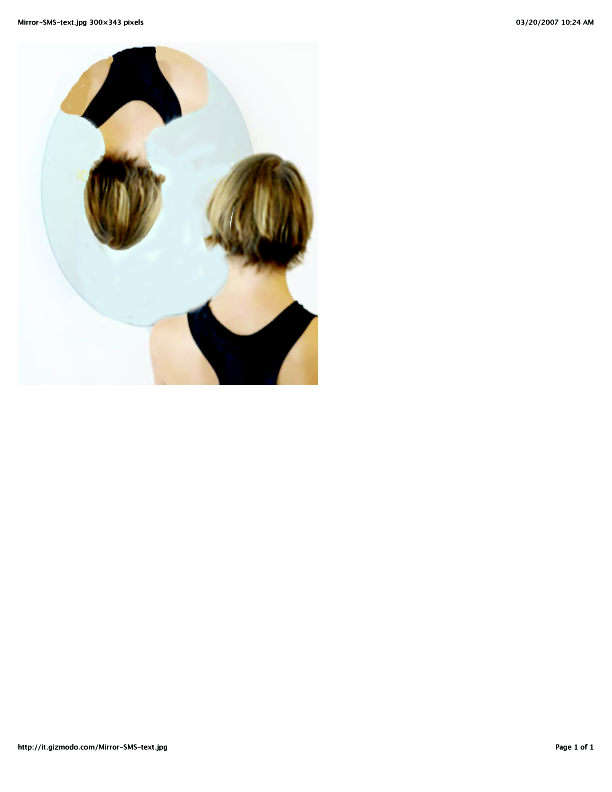 Mirror-SMS-text.jpg 300×343 pixels
03/20/2007 10:24 AM
http://it.gizmodo.com/Mirror-SMS-text.jpg
Page 1 of 1